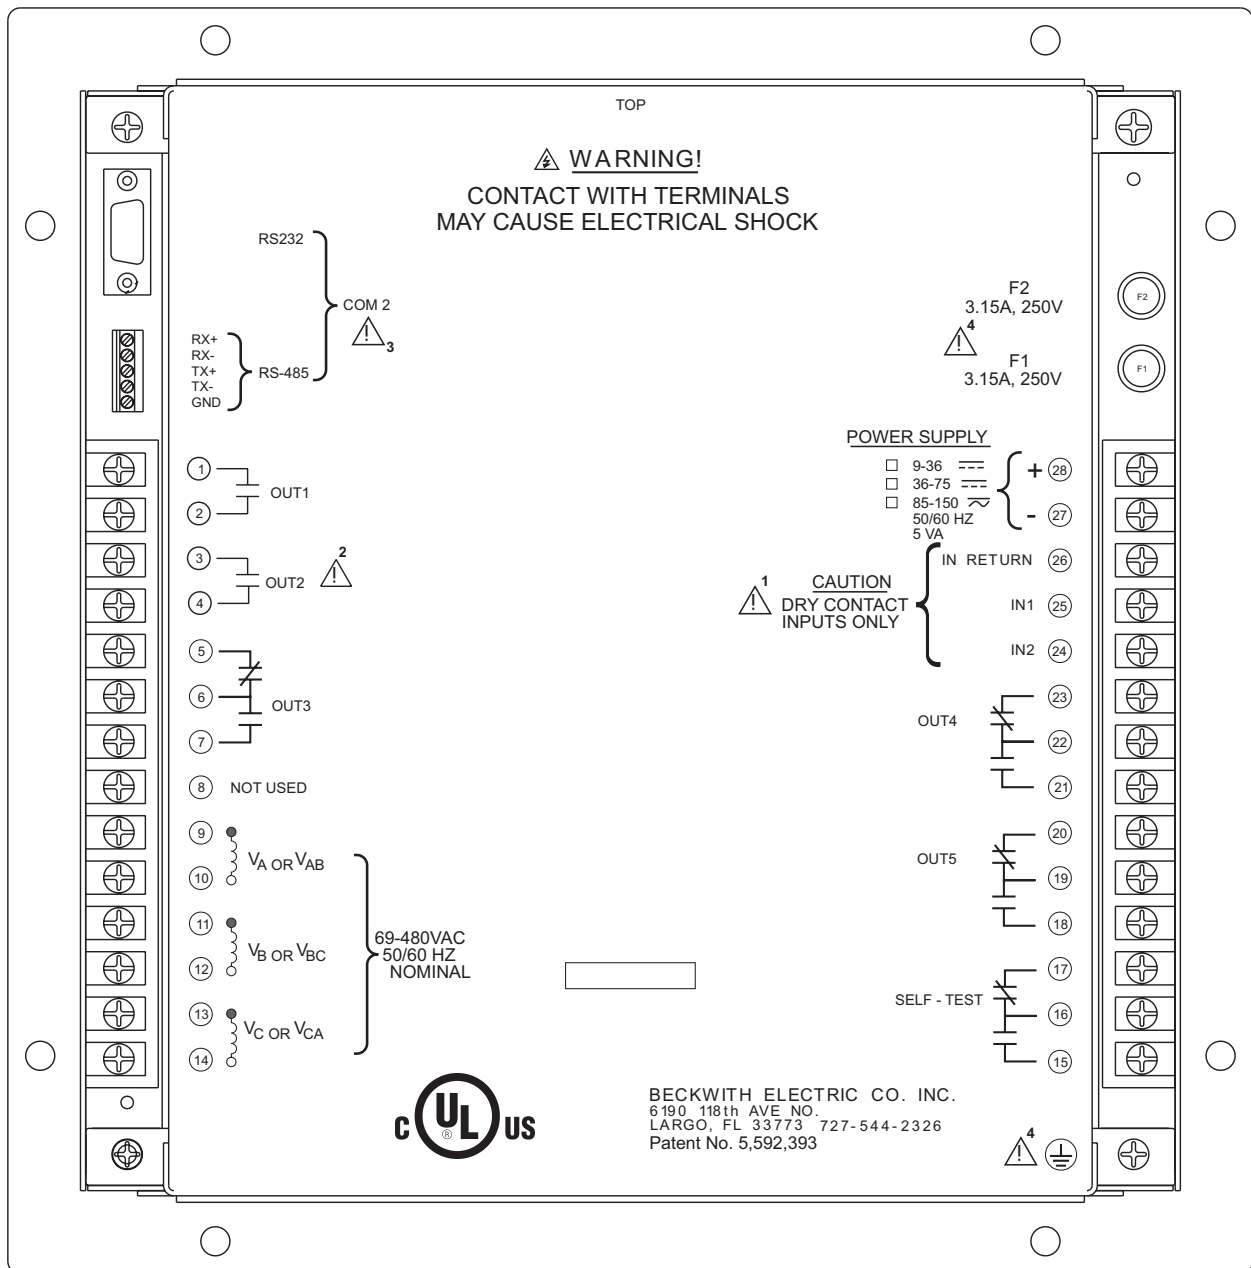 TOP
WARNING!
CONTACT WITH TERMINALS
MAY CAUSE ELECTRICAL SHOCK
RS232
COM 2
3
RX+
RX-
TX+
TX-
GND
RS-485
F2
3.15A, 250V
F2
4
F1
3.15A, 250V
F1
POWER SUPPLY
9-36
36-75
85-150
50/60 HZ
5 VA
+ 28
- 27
1 CAUTION
DRY CONTACT
INPUTS ONLY
IN RETURN 26
IN1 25
IN2 24
1
2
OUT1
3
4
OUT2
2
5
6
7
OUT3
8 NOT USED
9
10
VA OR VAB
11
12
VB OR VBC
13
14
VC OR VCA
69-480VAC
50/60 HZ
NOMINAL
OUT4
23
22
21
OUT5
20
19
18
SELF - TEST
17
16
15
C UL ® US
BECKWITH ELECTRIC CO. INC.
6190 118th AVE NO.
LARGO, FL 33773 727-544-2326
Patent No. 5,592,393
4